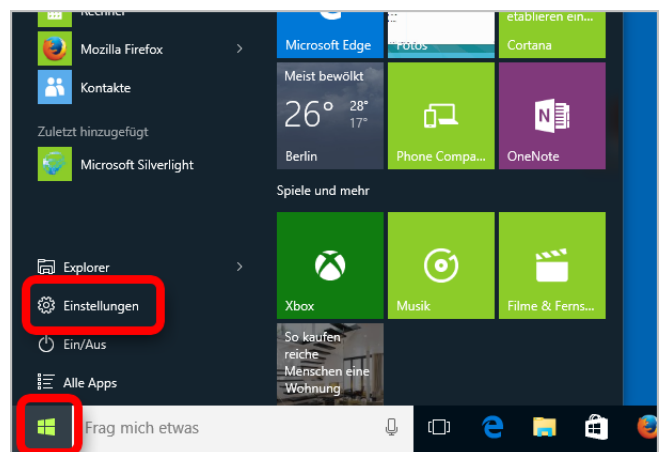 Rechner
Mozilla Firefox
Kontakte
Zuletzt hinzugefügt
Microsoft Silverlight
Explorer
Einstellungen
Ein/Aus
Alle Apps
Frag mich etwas
Microsoft Edge
Fotos
etablieren ein...
Cortana
Meist bewölkt
26° 28°
17°
Berlin
Phone Compa...
N
OneNote
Spiele und mehr
Xbox
Musik
Filme & Ferns...
So kaufen
reiche
Menschen eine
Wohnung